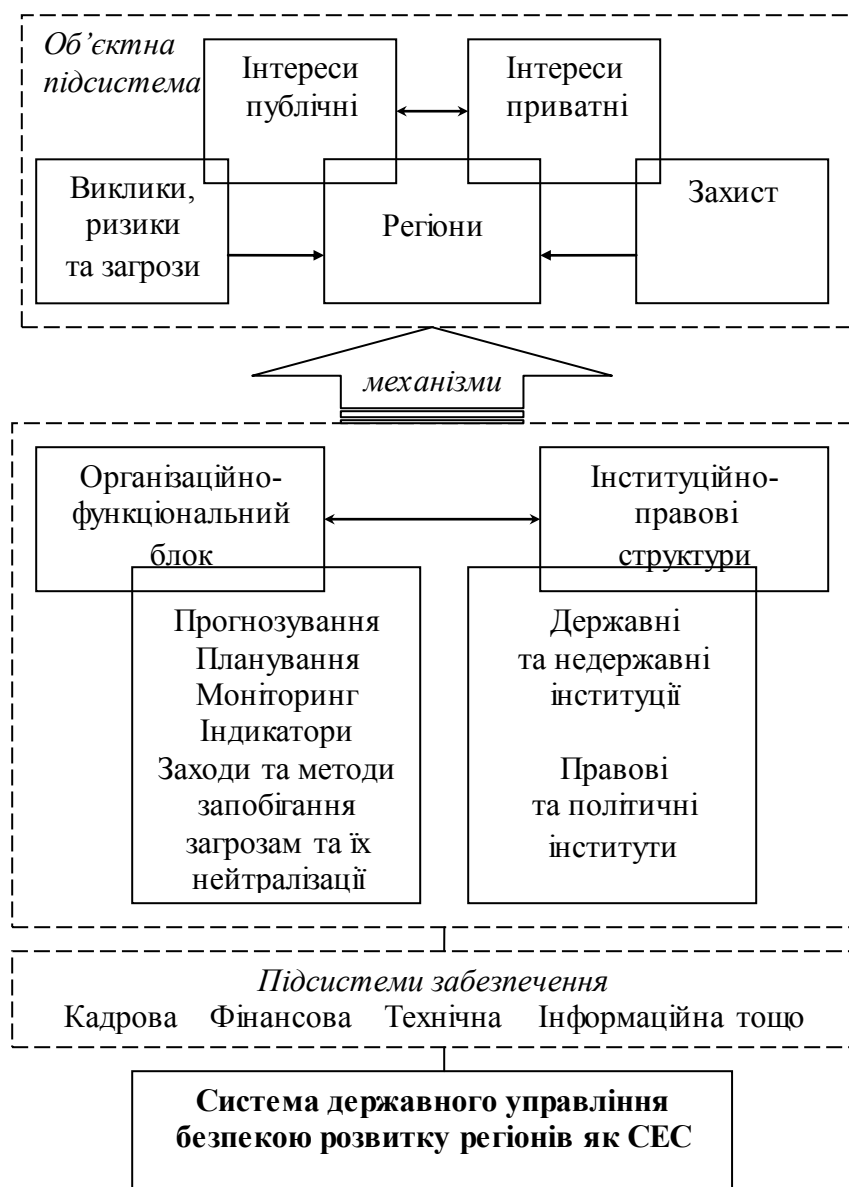 Об’єктна
підсистема
Інтереси
публічні
Інтереси
приватні
Виклики,
ризики
та загрози
Регіони
Захист
механізми
Організаційно-
функціональний
блок
Інституційно-
правові
структури
Прогнозування
Планування
Моніторинг
Індикатори
Заходи та методи
запобігання
загрозам та їх
нейтралізації
Державні
та недержавні
інституції
Правові
та політичні
інститути
Підсистеми забезпечення
Кадрова Фінансова Технічна Інформаційна тощо
Система державного управління
безпекою розвитку регіонів як СЕС